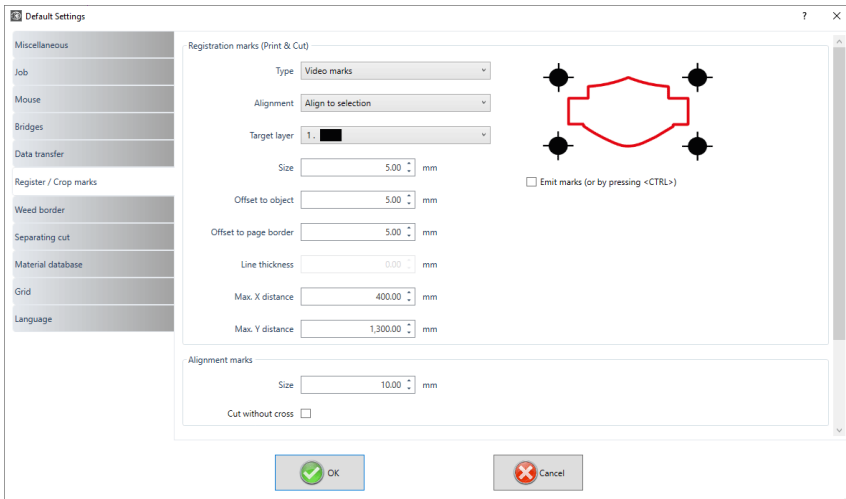 Default Settings
?
Miscellaneous
Job
Mouse
Bridges
Data transfer
Register / Crop marks
Weed border
Separating cut
Material database
Grid
Language
Registration marks (Print & Cut)
Type Video marks
Alignment Align to selection
Target layer 1 .
Size 5.00 mm
Offset to object 5.00 mm
Offset to page border 5.00 mm
Line thickness 0.00 mm
Max. X distance 400.00 mm
Max. Y distance 1,300.00 mm
Emit marks (or by pressing <CTRL>)
Alignment marks
Size 10.00 mm
Cut without cross
OK
Cancel